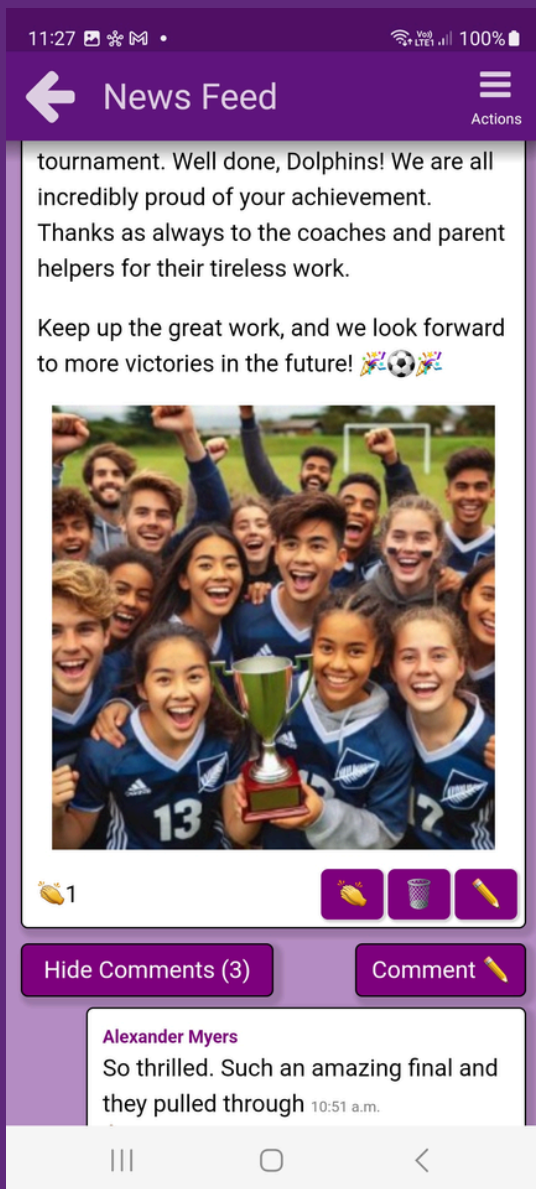 11:27
Vo))
LTE1
100%
News Feed
Actions
tournament. Well done, Dolphins! We are all
incredibly proud of your achievement.
Thanks as always to the coaches and parent
helpers for their tireless work.
Keep up the great work, and we look forward
to more victories in the future! 🎉⚽🎉
13
17
👏1
Hide Comments (3)
Comment
Alexander Myers
So thrilled. Such an amazing final and
they pulled through 10:51 a.m.